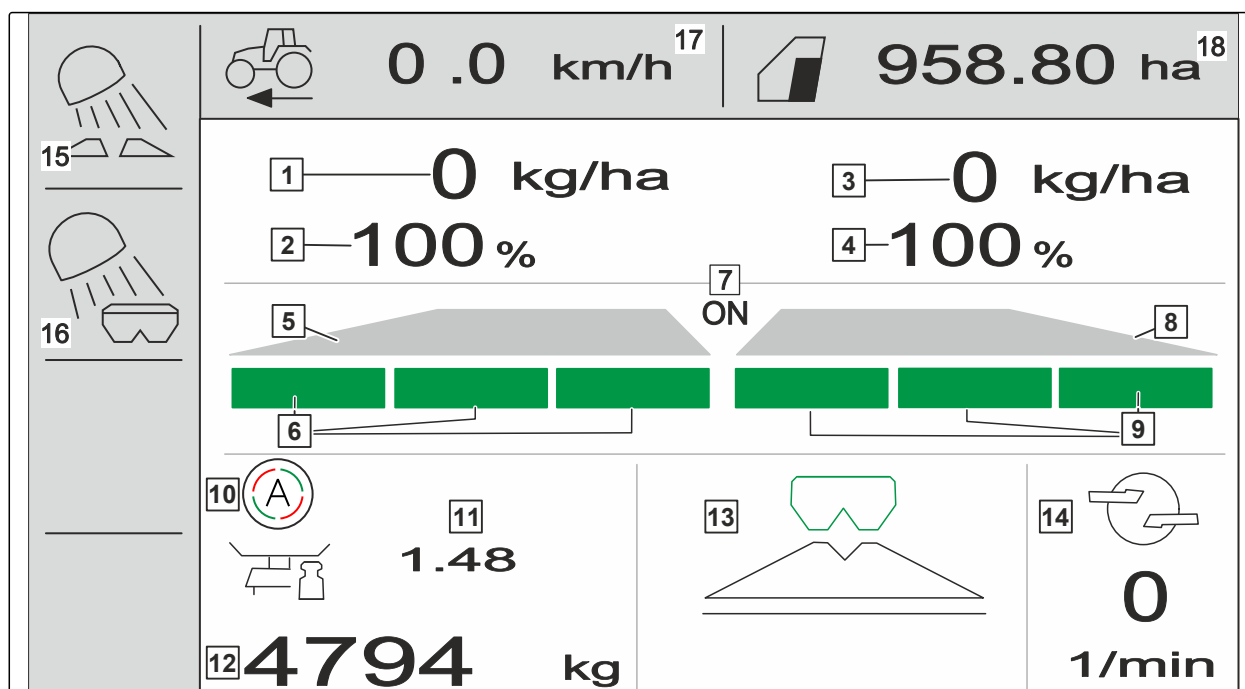 0.0 km/h 17 958.80 ha 18
15
1 0 kg/ha 3 0 kg/ha
2 100 % 4 100 %
7
ON
5 8
16
6 9
10 A 11 13 14
1.48
0
12 4794 kg 1/min